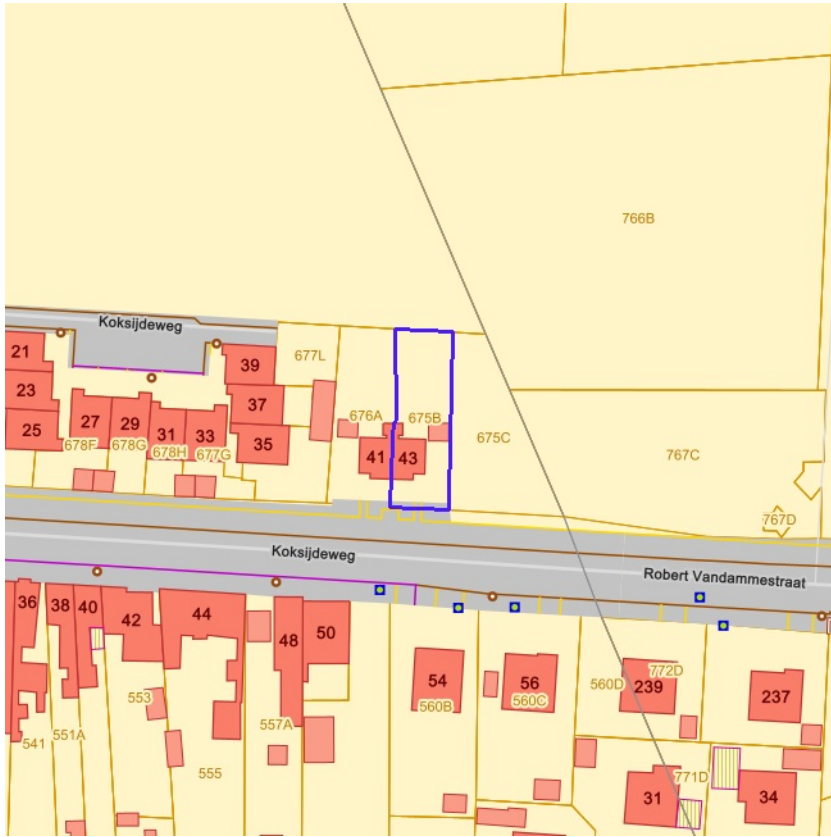 766B
Koksijdeweg
21
39
677L
23
37
676A
675B
27
29
31
33
25
35
675C
678F
678G
678H
677G
41
43
767C
767D
Koksijdeweg
Robert Vandammestraat
36
38
40
42
44
48
50
54
56
239
772D
237
553
560B
560C
560D
541
551A
557A
555
31
771D
34